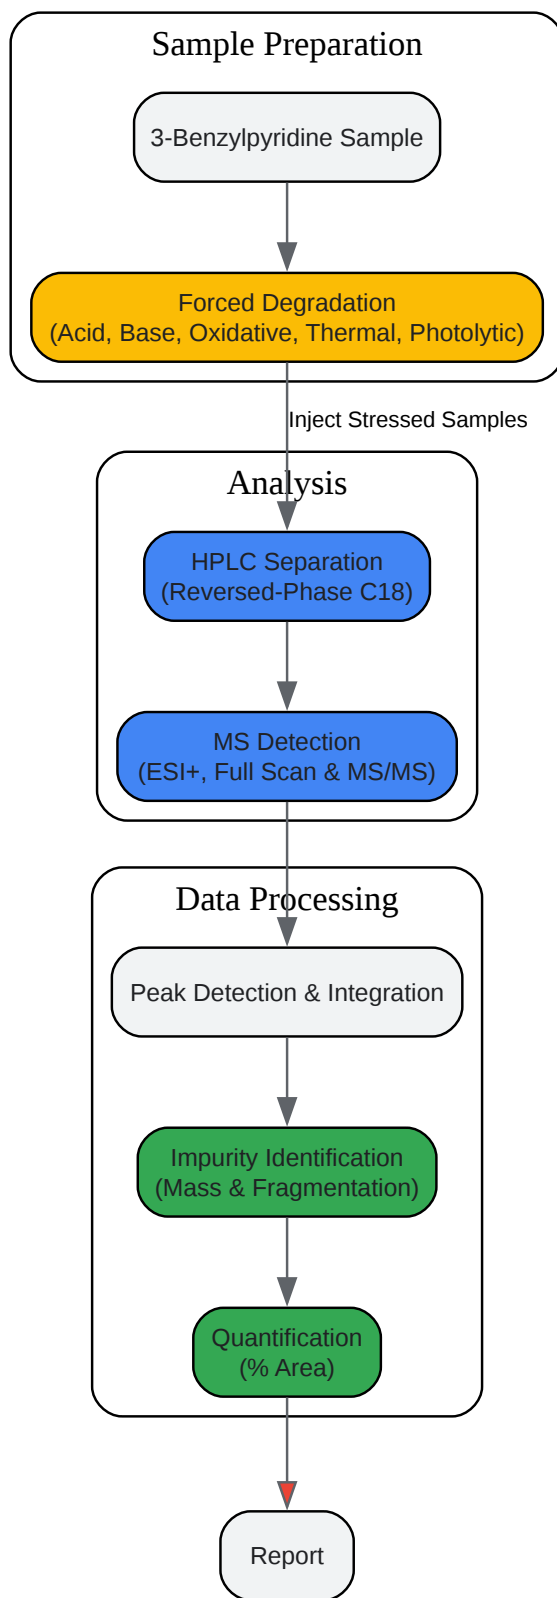 Sample Preparation
3-Benzylpyridine Sample
Forced Degradation
(Acid, Base, Oxidative, Thermal, Photolytic)
Inject Stressed Samples
Analysis
HPLC Separation
(Reversed-Phase C18)
MS Detection
(ESI+, Full Scan & MS/MS)
Data Processing
Peak Detection & Integration
Impurity Identification
(Mass & Fragmentation)
Quantification
(% Area)
Report